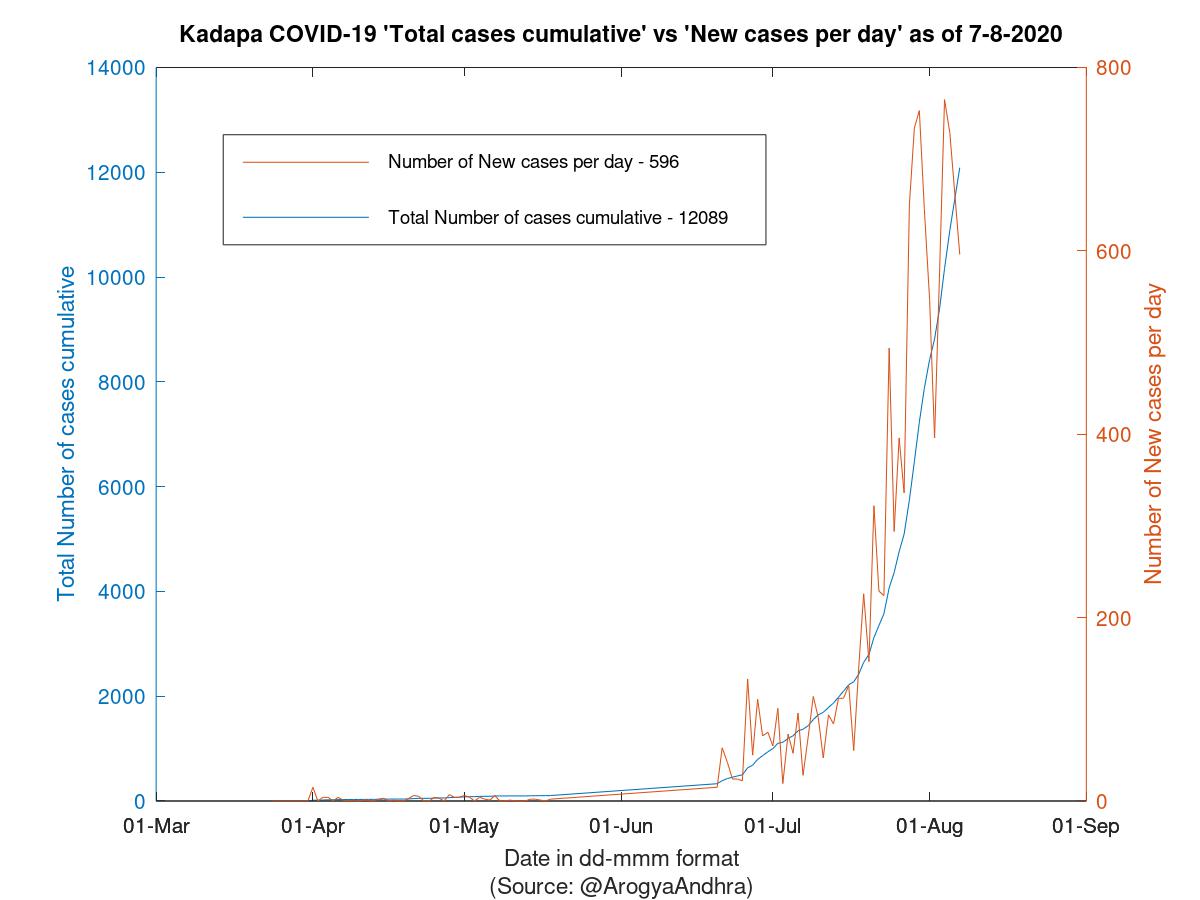 Kadapa COVID-19 'Total cases cumulative' vs 'New cases per day' as of 7-8-2020
14000
12000
10000
8000
6000
4000
2000
0
Total Number of cases cumulative
Number of New cases per day - 596
Total Number of cases cumulative - 12089
800
600
400
200
0
Number of New cases per day
01-Mar
01-Apr
01-May
01-Jun
01-Jul
01-Aug
01-Sep
Date in dd-mmm format
(Source: @ArogyaAndhra)